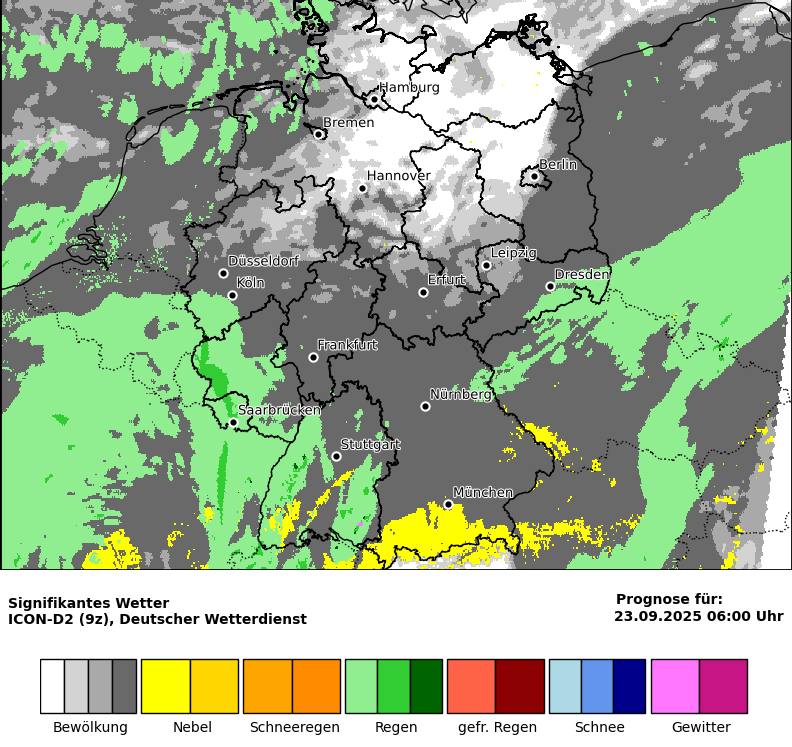 Hamburg
Bremen
Hannover
Berlin
Düsseldorf
Köln
Leipzig
Erfurt
Dresden
Frankfurt
Nürnberg
Saarbrücken
Stuttgart
München
Signifikantes Wetter
ICON-D2 (9z), Deutscher Wetterdienst
Prognose für:
23.09.2025 06:00 Uhr
Bewölkung
Nebel
Schneeregen
Regen
gefr. Regen
Schnee
Gewitter